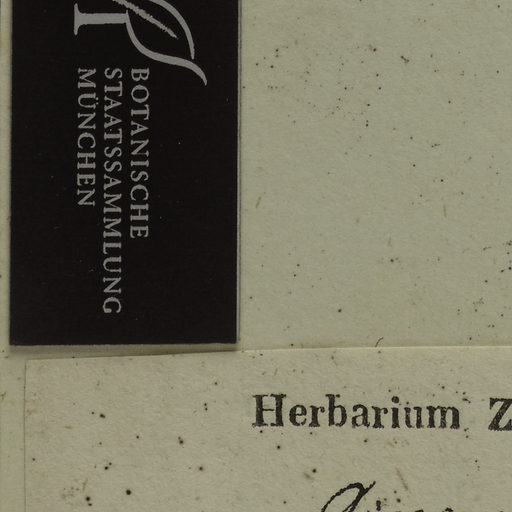 BOTANISCHE
STAATSSAMMLUNG
MÜNCHEN
Herbarium Z